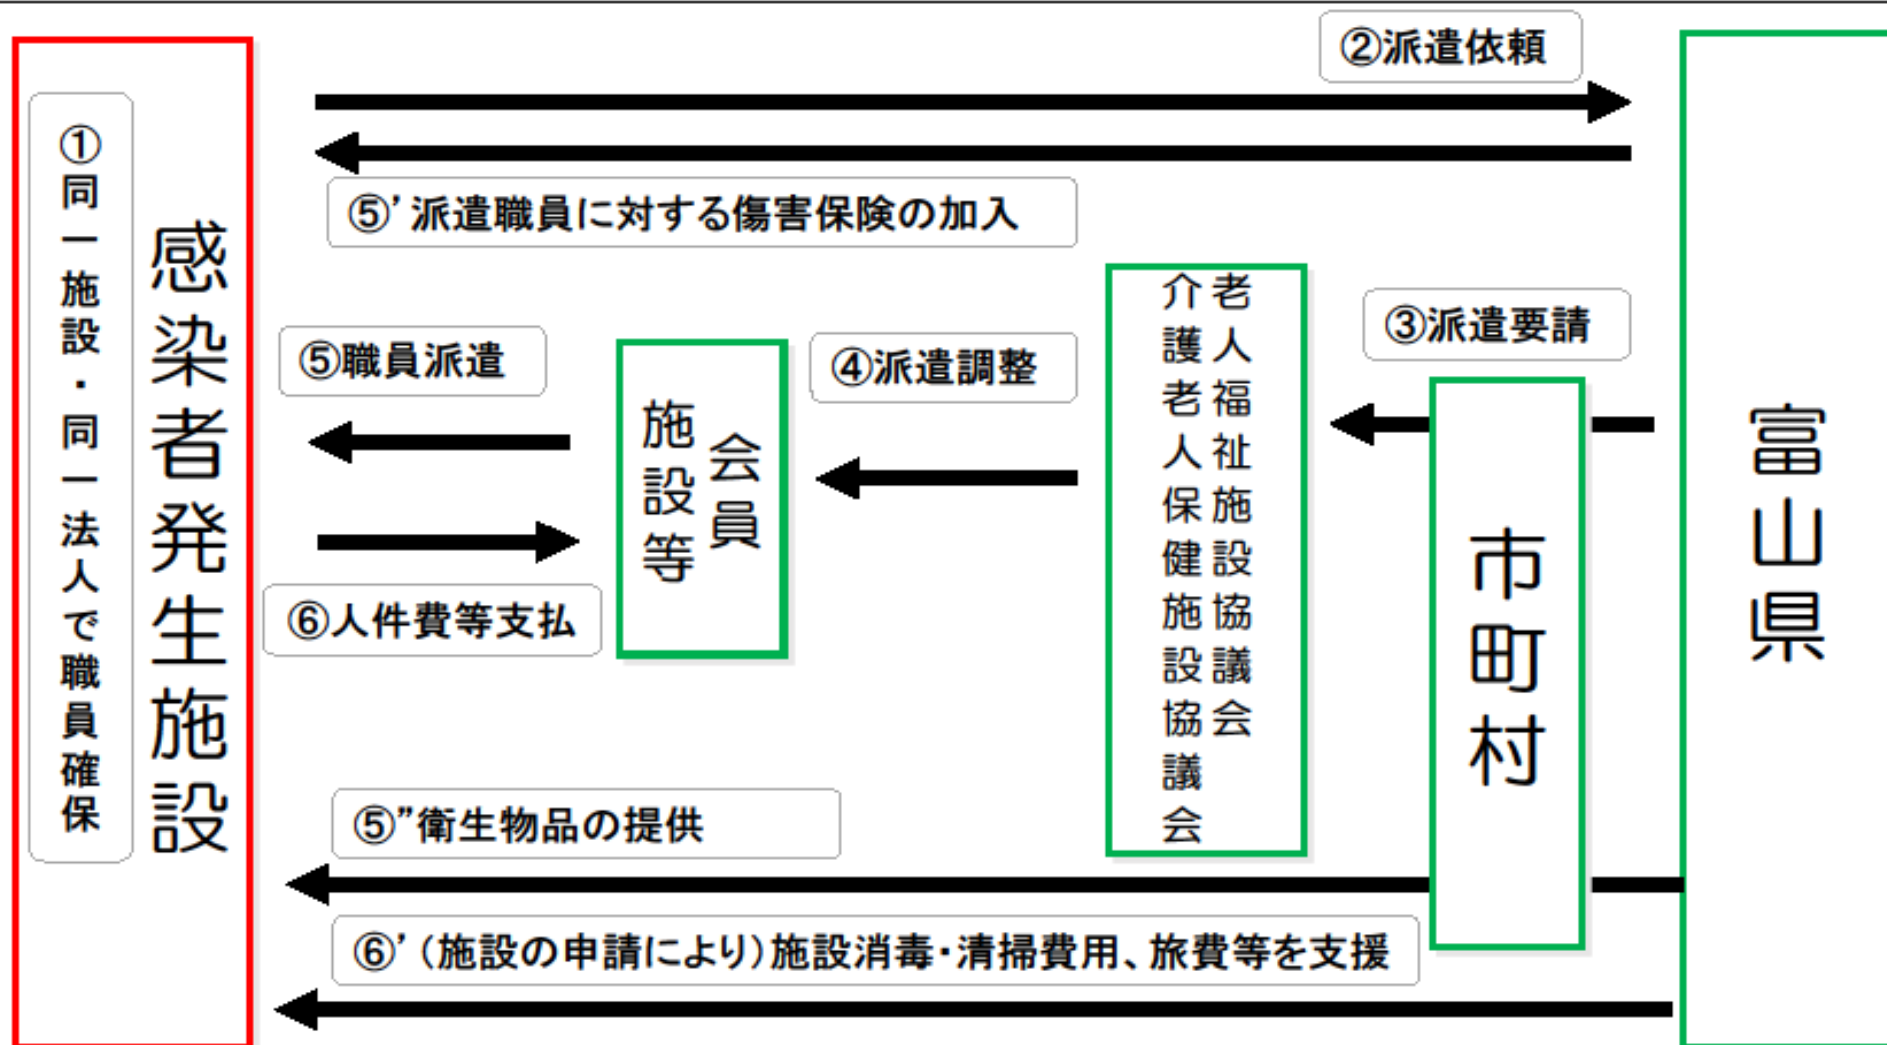 ①同一施設・同一法人で職員確保
感染者発生施設
②派遣依頼
⑤’派遣職員に対する傷害保険の加入
⑤職員派遣
⑥人件費等支払
会員
施設等
④派遣調整
老人福祉施設協議会
介護老人保健施設協議会
③派遣要請
市町村
富山県
⑤”衛生物品の提供
⑥’（施設の申請により）施設消毒・清掃費用、旅費等を支援